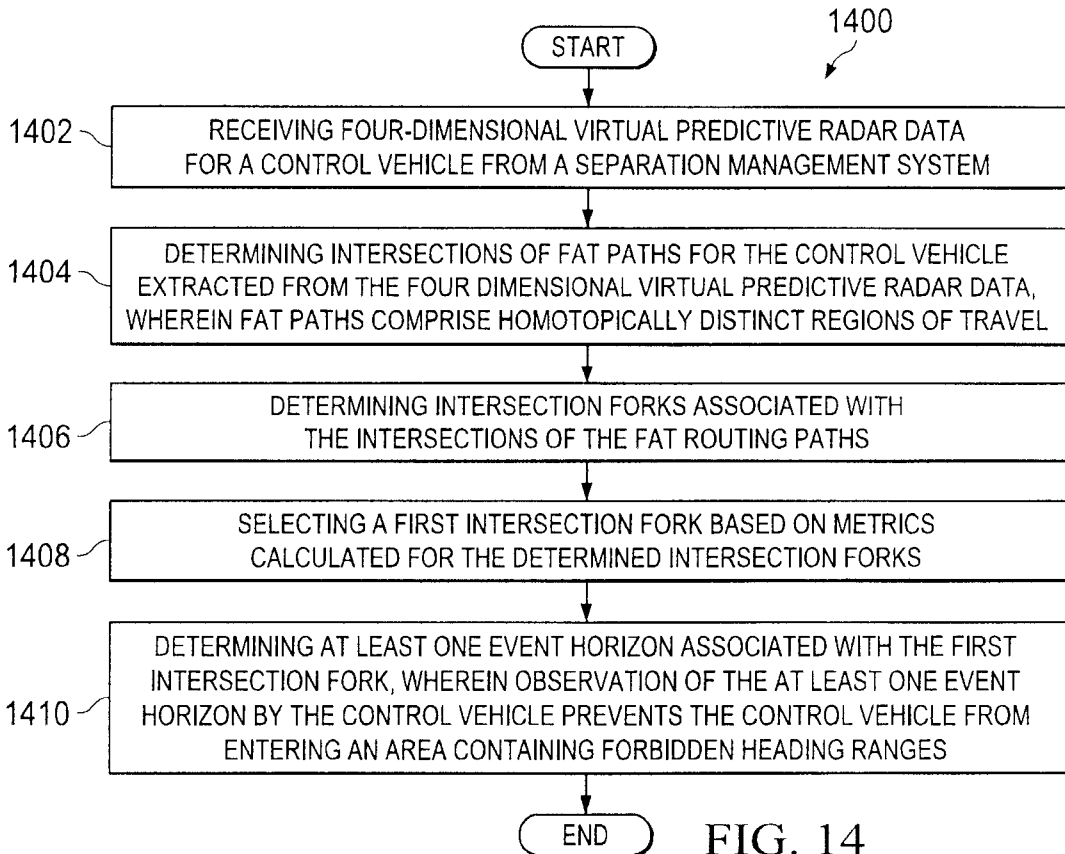 1400
START
1402
RECEIVING FOUR-DIMENSIONAL VIRTUAL PREDICTIVE RADAR DATA
FOR A CONTROL VEHICLE FROM A SEPARATION MANAGEMENT SYSTEM
1404
DETERMINING INTERSECTIONS OF FAT PATHS FOR THE CONTROL VEHICLE
EXTRACTED FROM THE FOUR DIMENSIONAL VIRTUAL PREDICTIVE RADAR DATA,
WHEREIN FAT PATHS COMPRISE HOMOTOPICALLY DISTINCT REGIONS OF TRAVEL
1406
DETERMINING INTERSECTION FORKS ASSOCIATED WITH
THE INTERSECTIONS OF THE FAT ROUTING PATHS
1408
SELECTING A FIRST INTERSECTION FORK BASED ON METRICS
CALCULATED FOR THE DETERMINED INTERSECTION FORKS
1410
DETERMINING AT LEAST ONE EVENT HORIZON ASSOCIATED WITH THE FIRST
INTERSECTION FORK, WHEREIN OBSERVATION OF THE AT LEAST ONE EVENT
HORIZON BY THE CONTROL VEHICLE PREVENTS THE CONTROL VEHICLE FROM
ENTERING AN AREA CONTAINING FORBIDDEN HEADING RANGES
END
FIG. 14